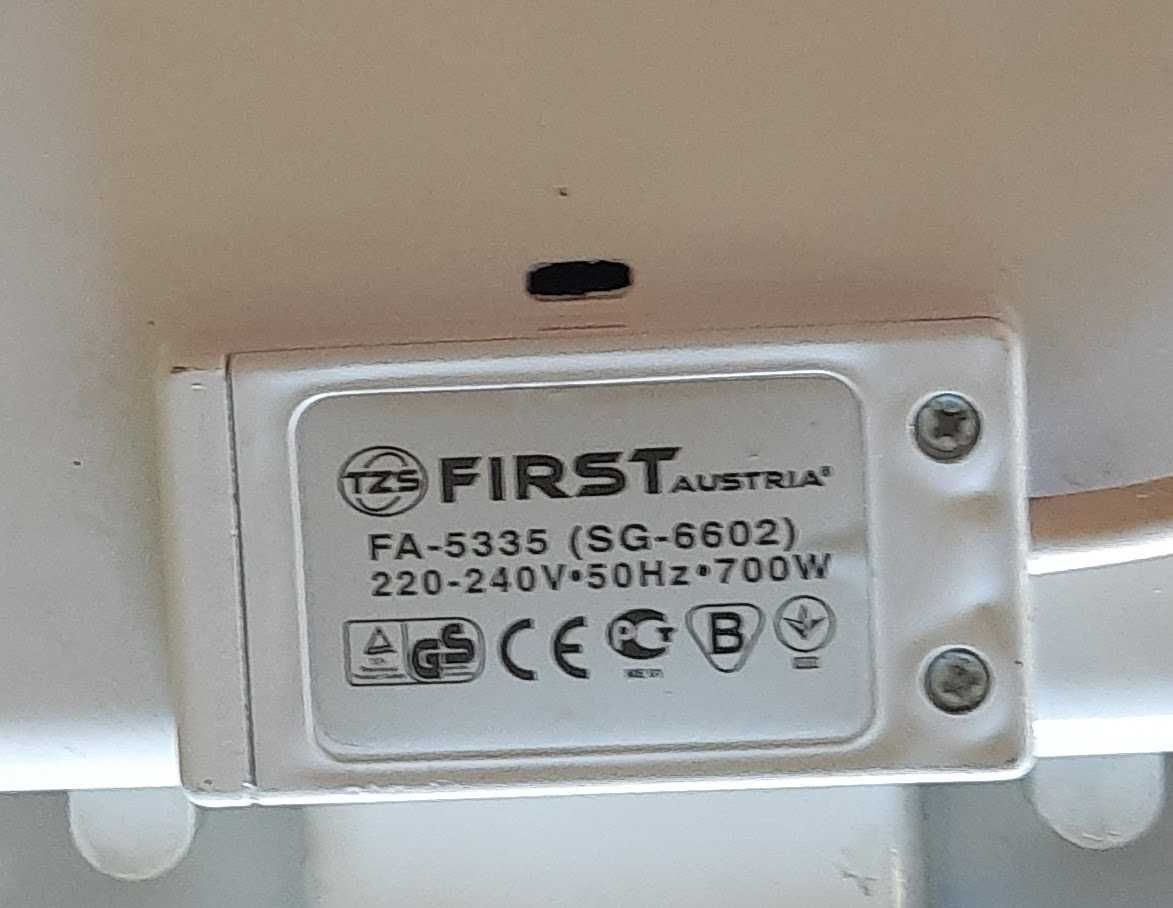 TZS FIRST AUSTRIA®
FA-5335 (SG-6602)
220-240V•50Hz•700W
GS CE PCT B